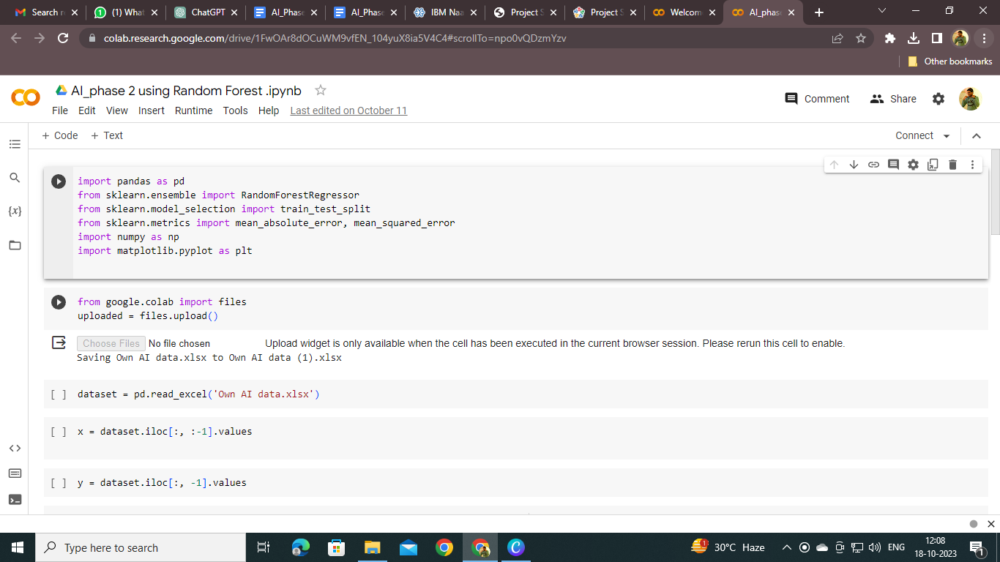 Search r
(1) What
ChatGPT
AI_Phase
AI_Phase
IBM Naa
Project S
Project S
Welcom
AI_phas
colab.research.google.com/drive/1FwOAr8dOCuWM9vfEN_104yuX8ia5V4C4#scrollTo=npo0vQDzmYzv
Other bookmarks
AI_phase 2 using Random Forest .ipynb
File Edit View Insert Runtime Tools Help Last edited on October 11
Comment Share
+ Code + Text
Connect
import pandas as pd
from sklearn.ensemble import RandomForestRegressor
from sklearn.model_selection import train_test_split
from sklearn.metrics import mean_absolute_error, mean_squared_error
import numpy as np
import matplotlib.pyplot as plt
{x}
from google.colab import files
uploaded = files.upload()
Choose Files No file chosen Upload widget is only available when the cell has been executed in the current browser session. Please rerun this cell to enable.
Saving Own AI data.xlsx to Own AI data (1).xlsx
[ ] dataset = pd.read_excel('Own AI data.xlsx')
[ ] x = dataset.iloc[:, :-1].values
[ ] y = dataset.iloc[:, -1].values
Type here to search
1
30°C Haze
ENG
12:08
18-10-2023
1